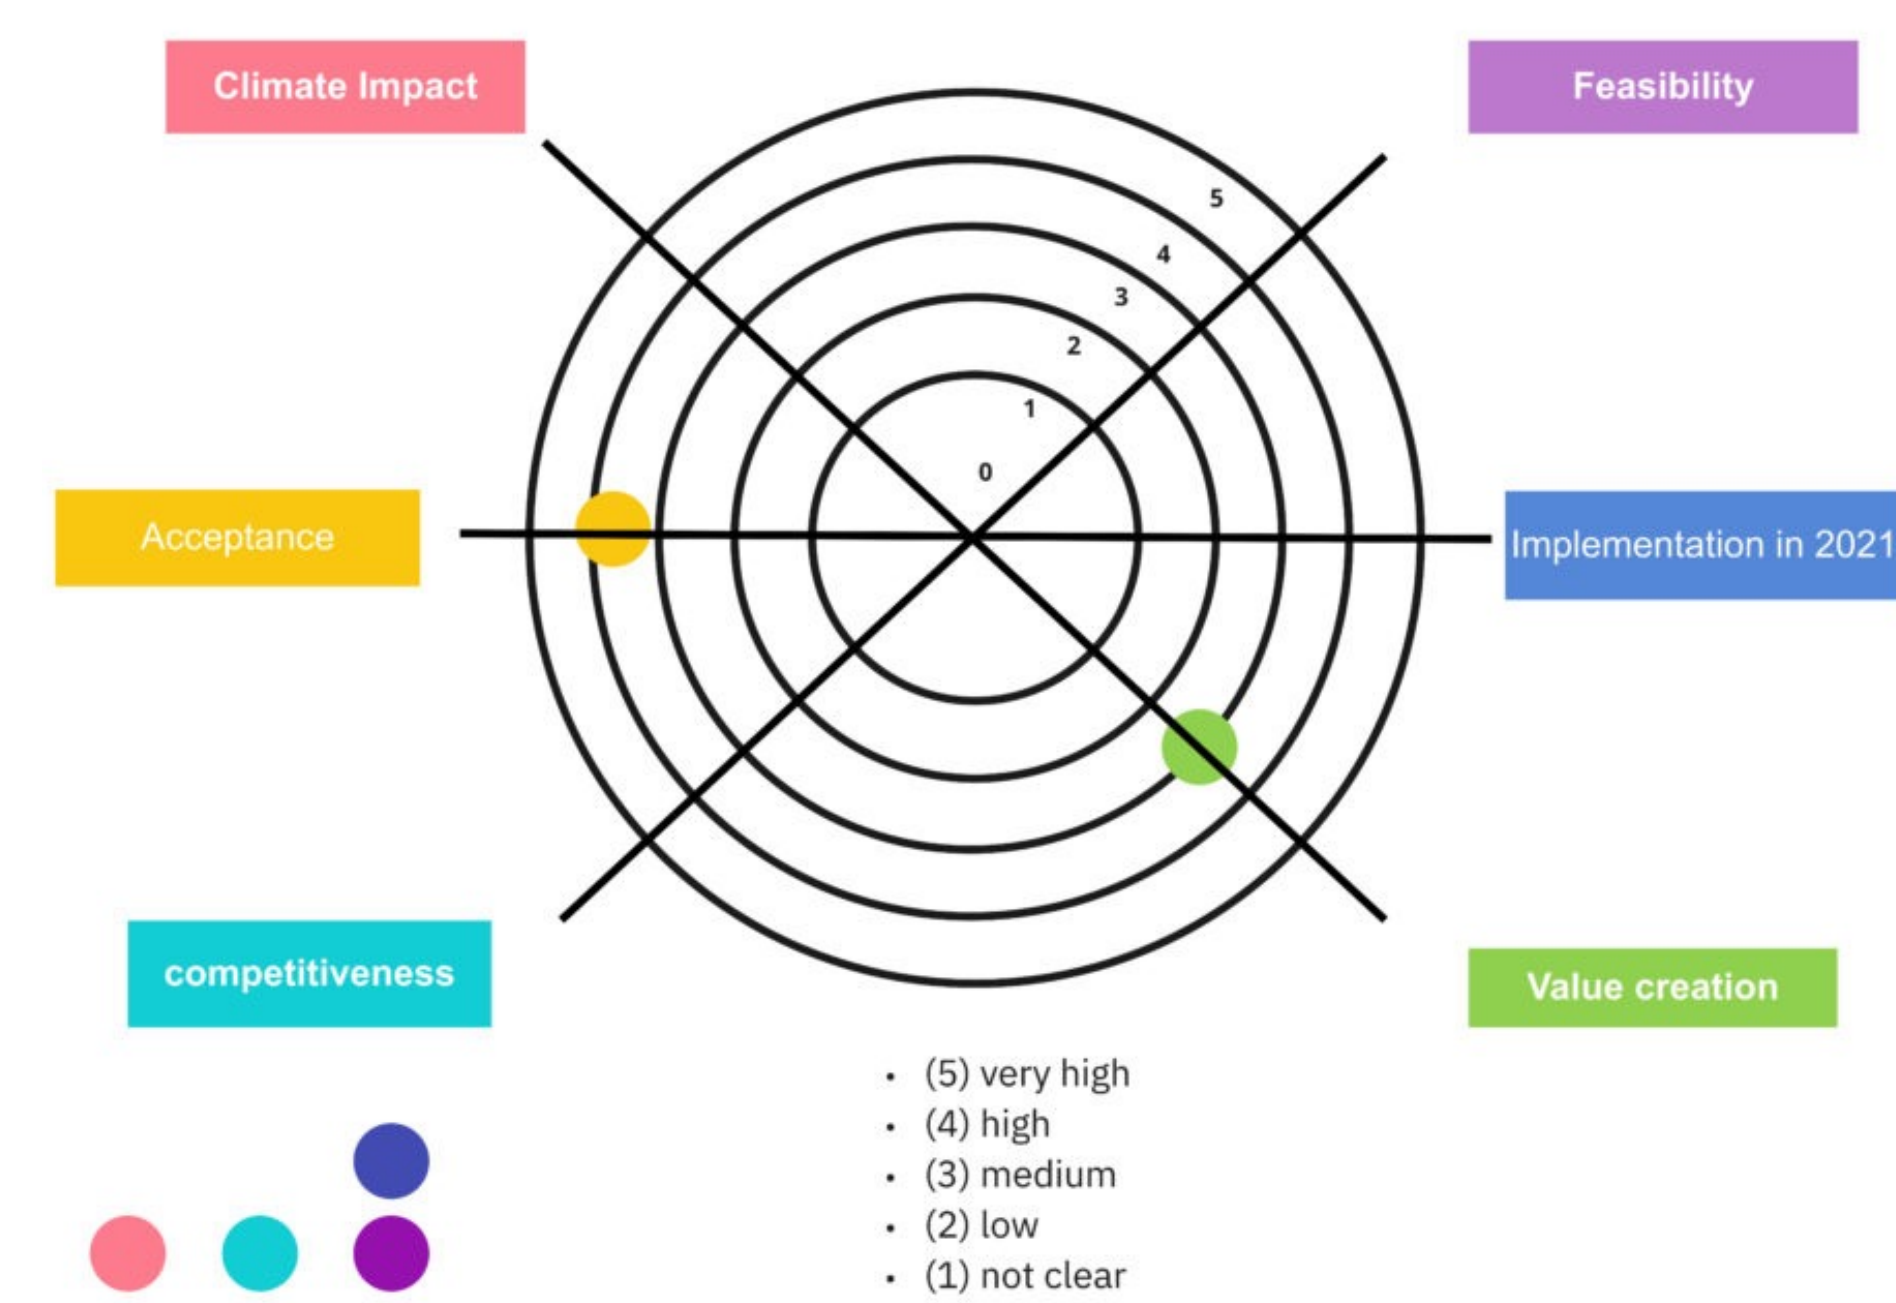 Climate Impact
Feasibility
5
4
3
2
1
0
Acceptance
Implementation in 2021
competitiveness
Value creation
• (5) very high
• (4) high
• (3) medium
• (2) low
• (1) not clear